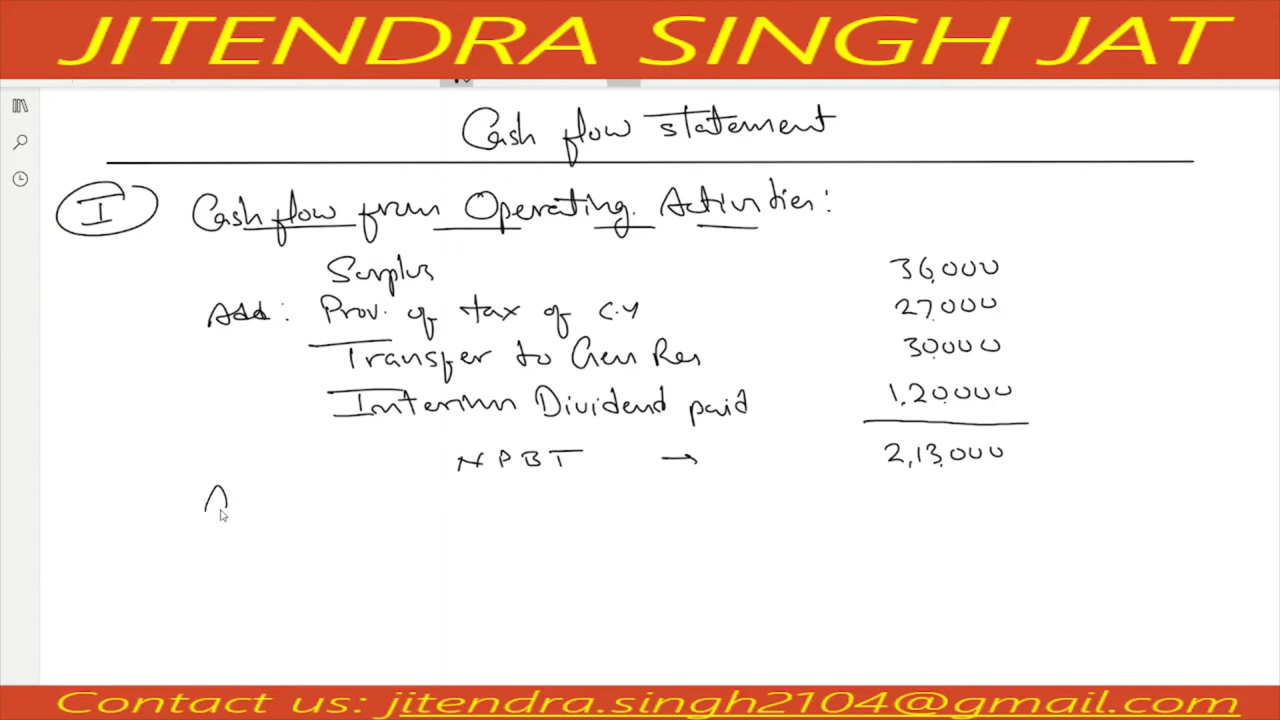 JITENDRA SINGH JAT
Cash flow statement
I Cash flow from Operating Activities:
Surplus 36,000
Add: Prov. of tax of C.Y 27,000
Transfer to Gen Res 30,000
Interim Dividend paid 1,20,000
NPBT → 2,13,000
Contact us: jitendra.singh2104@gmail.com